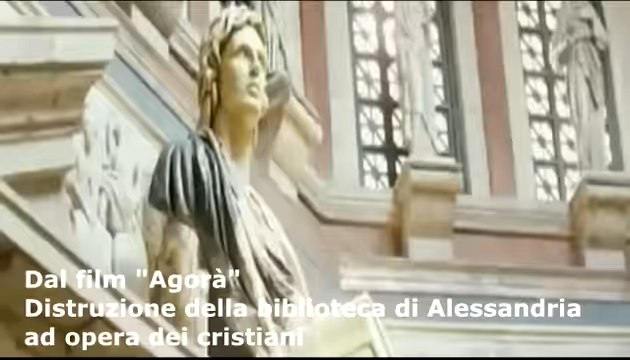 Dal film "Agorà"
Distruzione della biblioteca di Alessandria
ad opera dei cristiani